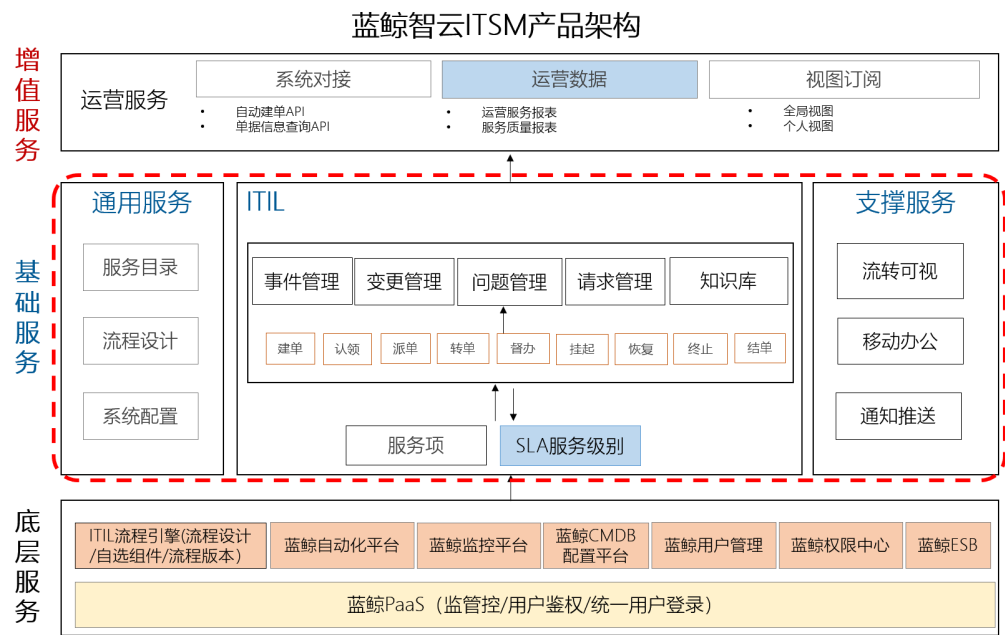 蓝鲸智云ITSM产品架构
增值服务
运营服务
系统对接
• 自动建单API
• 单据信息查询API
运营数据
• 运营服务报表
• 服务质量报表
视图订阅
• 全局视图
• 个人视图
基础服务
通用服务
服务目录
流程设计
系统配置
ITIL
事件管理
变更管理
问题管理
请求管理
知识库
建单
认领
派单
转单
督办
挂起
恢复
终止
结单
服务项
SLA服务级别
支撑服务
流转可视
移动办公
通知推送
底层服务
ITIL流程引擎(流程设计
/自选组件/流程版本）
蓝鲸自动化平台
蓝鲸监控平台
蓝鲸CMDB
配置平台
蓝鲸用户管理
蓝鲸权限中心
蓝鲸ESB
蓝鲸PaaS（监管控/用户鉴权/统一用户登录）